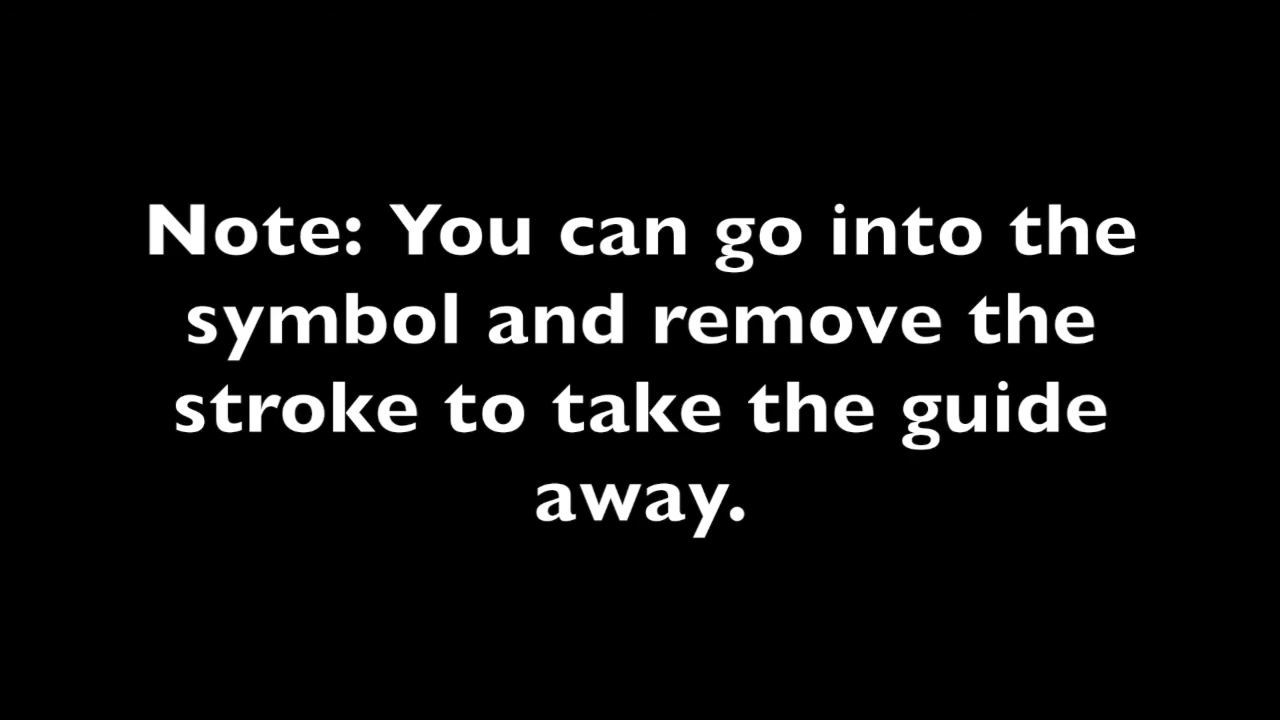 Note: You can go into the
symbol and remove the
stroke to take the guide
away.